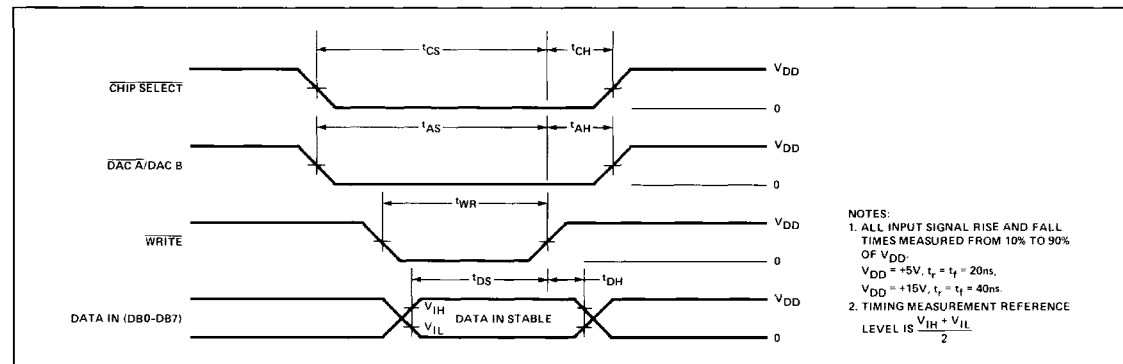 tCS
tCH
CHIP SELECT
VDD
0
tAS
tAH
DAC A/DAC B
VDD
0
tWR
WRITE
VDD
0
tDS
tDH
DATA IN (DB0-DB7)
VIH
VIL
DATA IN STABLE
VDD
0
NOTES:
1. ALL INPUT SIGNAL RISE AND FALL
TIMES MEASURED FROM 10% TO 90%
OF VDD.
VDD = +5V, tr = tf = 20ns,
VDD = +15V, tr = tf = 40ns.
2. TIMING MEASUREMENT REFERENCE
LEVEL IS VIH + VIL
2